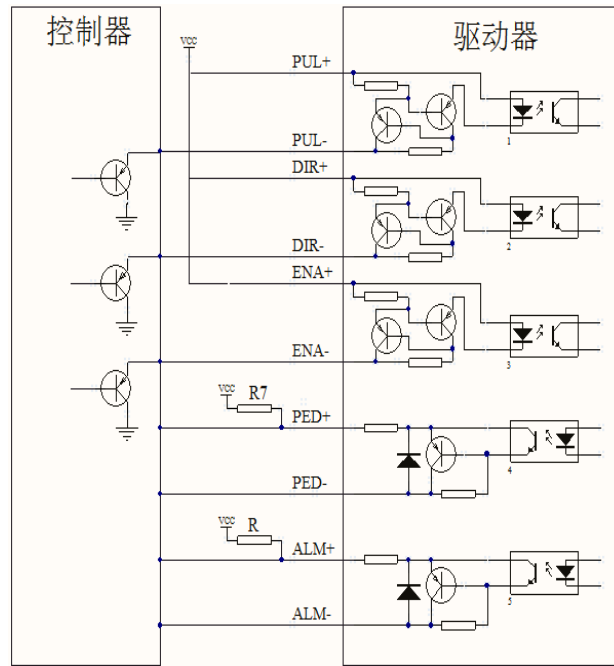 控制器
驱动器
VCC
PUL+
1
PUL-
DIR+
2
DIR-
ENA+
3
ENA-
VCC
R7
PED+
4
PED-
VCC
R
ALM+
5
ALM-